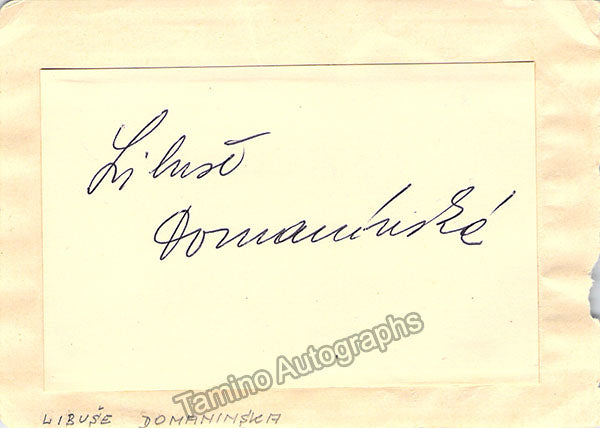 Libuše
Domanínská
Tamino Autographs
LIBUŠE DOMANINSKA